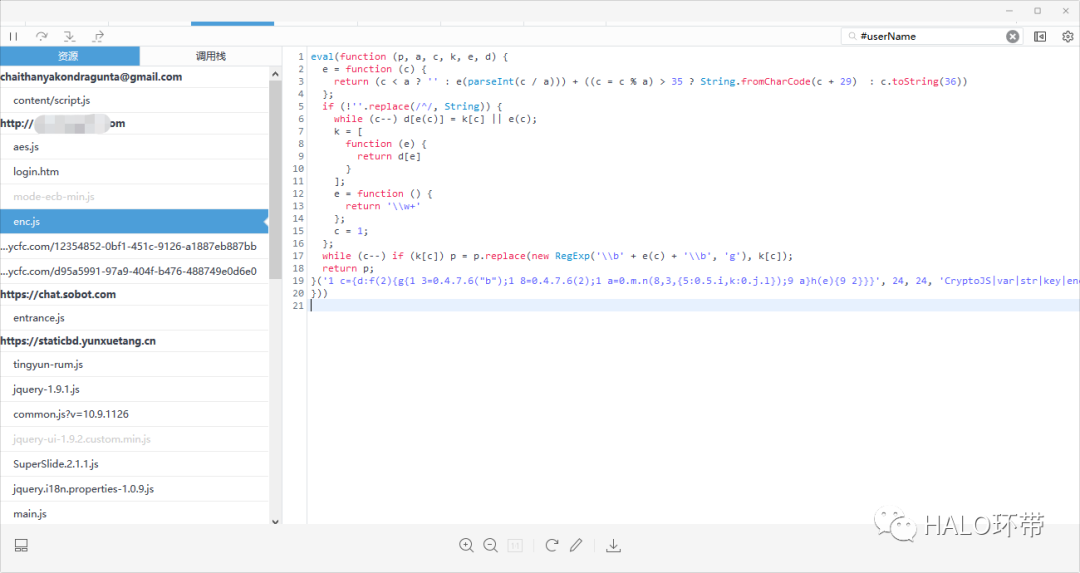 #userName
资源
调用栈
chaithanyakondragunta@gmail.com
content/script.js
http://
om
aes.js
login.htm
mode-ecb-min.js
enc.js
...ycfc.com/12354852-0bf1-451c-9126-a1887eb887bb
...ycfc.com/d95a5991-97a9-404f-b476-488749e0d6e0
https://chat.sobot.com
entrance.js
https://staticbd.yunxuetang.cn
tingyun-rum.js
jquery-1.9.1.js
common.js?v=10.9.1126
jquery-ui-1.9.2.custom.min.js
SuperSlide.2.1.1.js
jquery.i18n.properties-1.0.9.js
main.js
1 eval(function (p, a, c, k, e, d) {
2 e = function (c) {
3 return (c < a ? '' : e(parseInt(c / a))) + ((c = c % a) > 35 ? String.fromCharCode(c + 29)  : c.toString(36))
4 };
5 if (!''.replace(/^/, String)) {
6 while (c--) d[e(c)] = k[c] || e(c);
7 k = [
8 function (e) {
9 return d[e]
10 }
11 ];
12 e = function () {
13 return '\\w+'
14 };
15 c = 1;
16 };
17 while (c--) if (k[c]) p = p.replace(new RegExp('\\b' + e(c) + '\\b', 'g'), k[c]);
18 return p;
19 }('1 c={d:f(2){g{1 3=0.4.7.6("b");1 8=0.4.7.6(2);1 a=0.m.n(8,3,{5:0.5.i,k:0.j.l});9 a}h(e){9 2}}}', 24, 24, 'CryptoJS|var|str|key|en
20 }))
21
1:1
HALO环带